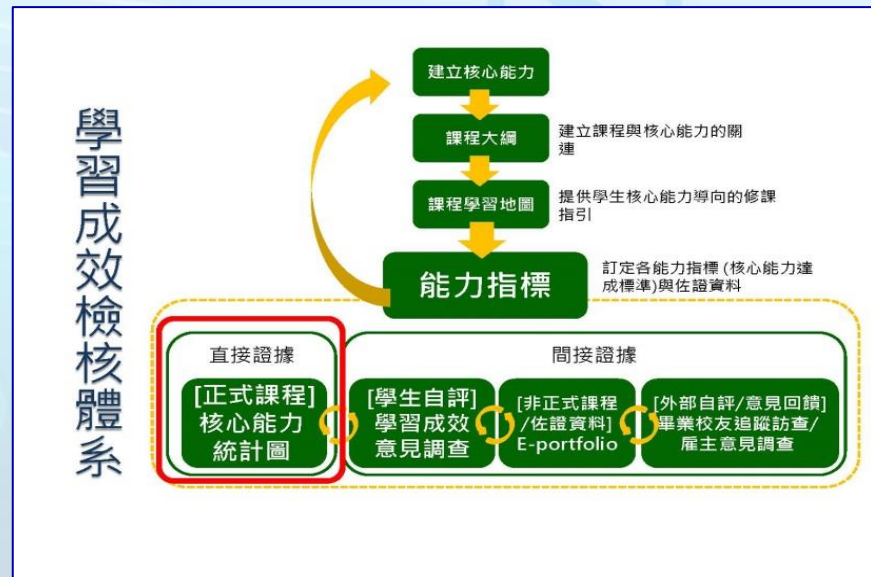 學習成效檢核體系
建立核心能力
課程大綱
建立課程與核心能力的關
連
課程學習地圖
提供學生核心能力導向的修課
指引
能力指標
訂定各能力指標 (核心能力達
成標準)與佐證資料
直接證據
[正式課程]
核心能力
統計圖
間接證據
[學生自評]
學習成效
意見調查
[非正式課程
/佐證資料]
E-portfolio
[外部自評/意見回饋]
畢業校友追蹤訪查/
雇主意見調查